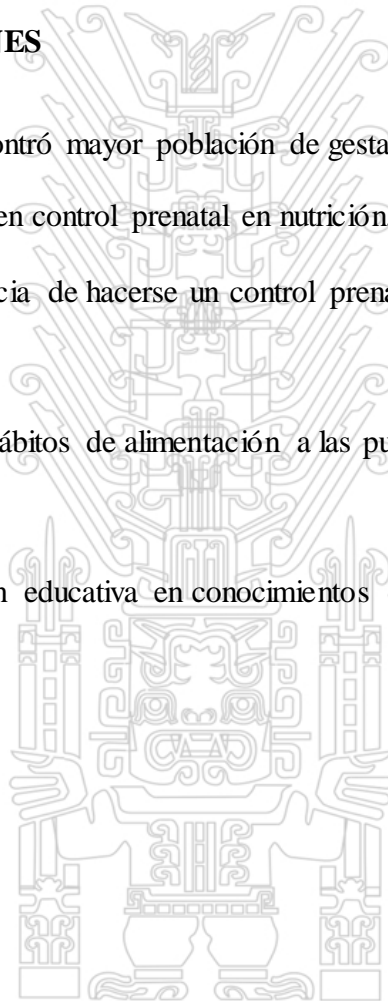 NES
ontró mayor población de gesta
en control prenatal en nutrición
cia de hacerse un control prena
ábitos de alimentación a las pu
n educativa en conocimientos